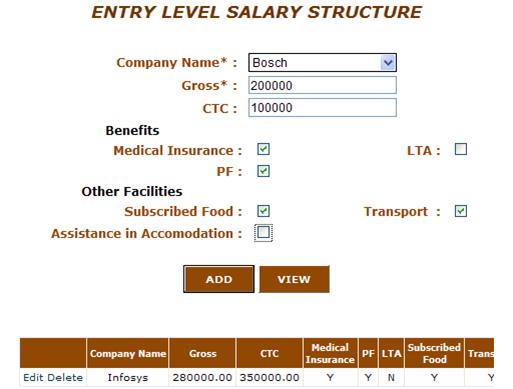 ENTRY LEVEL SALARY STRUCTURE
Company Name* : Bosch
Gross* : 200000
CTC : 100000
Benefits
Medical Insurance : LTA :
PF :
Other Facilities
Subscribed Food : Transport :
Assistance in Accomodation :
ADD VIEW
Company Name Gross CTC Medical Insurance PF LTA Subscribed Food Trans
Edit Delete Infosys 280000.00 350000.00 Y Y N Y Y